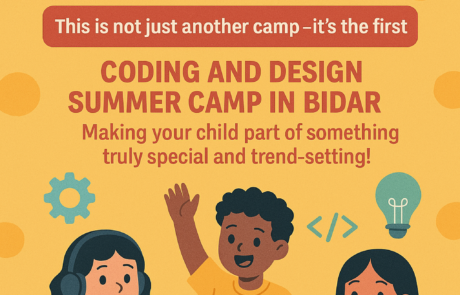 This is not just another camp –it's the first
CODING AND DESIGN
SUMMER CAMP IN BIDAR
Making your child part of something
truly special and trend-setting!
</>